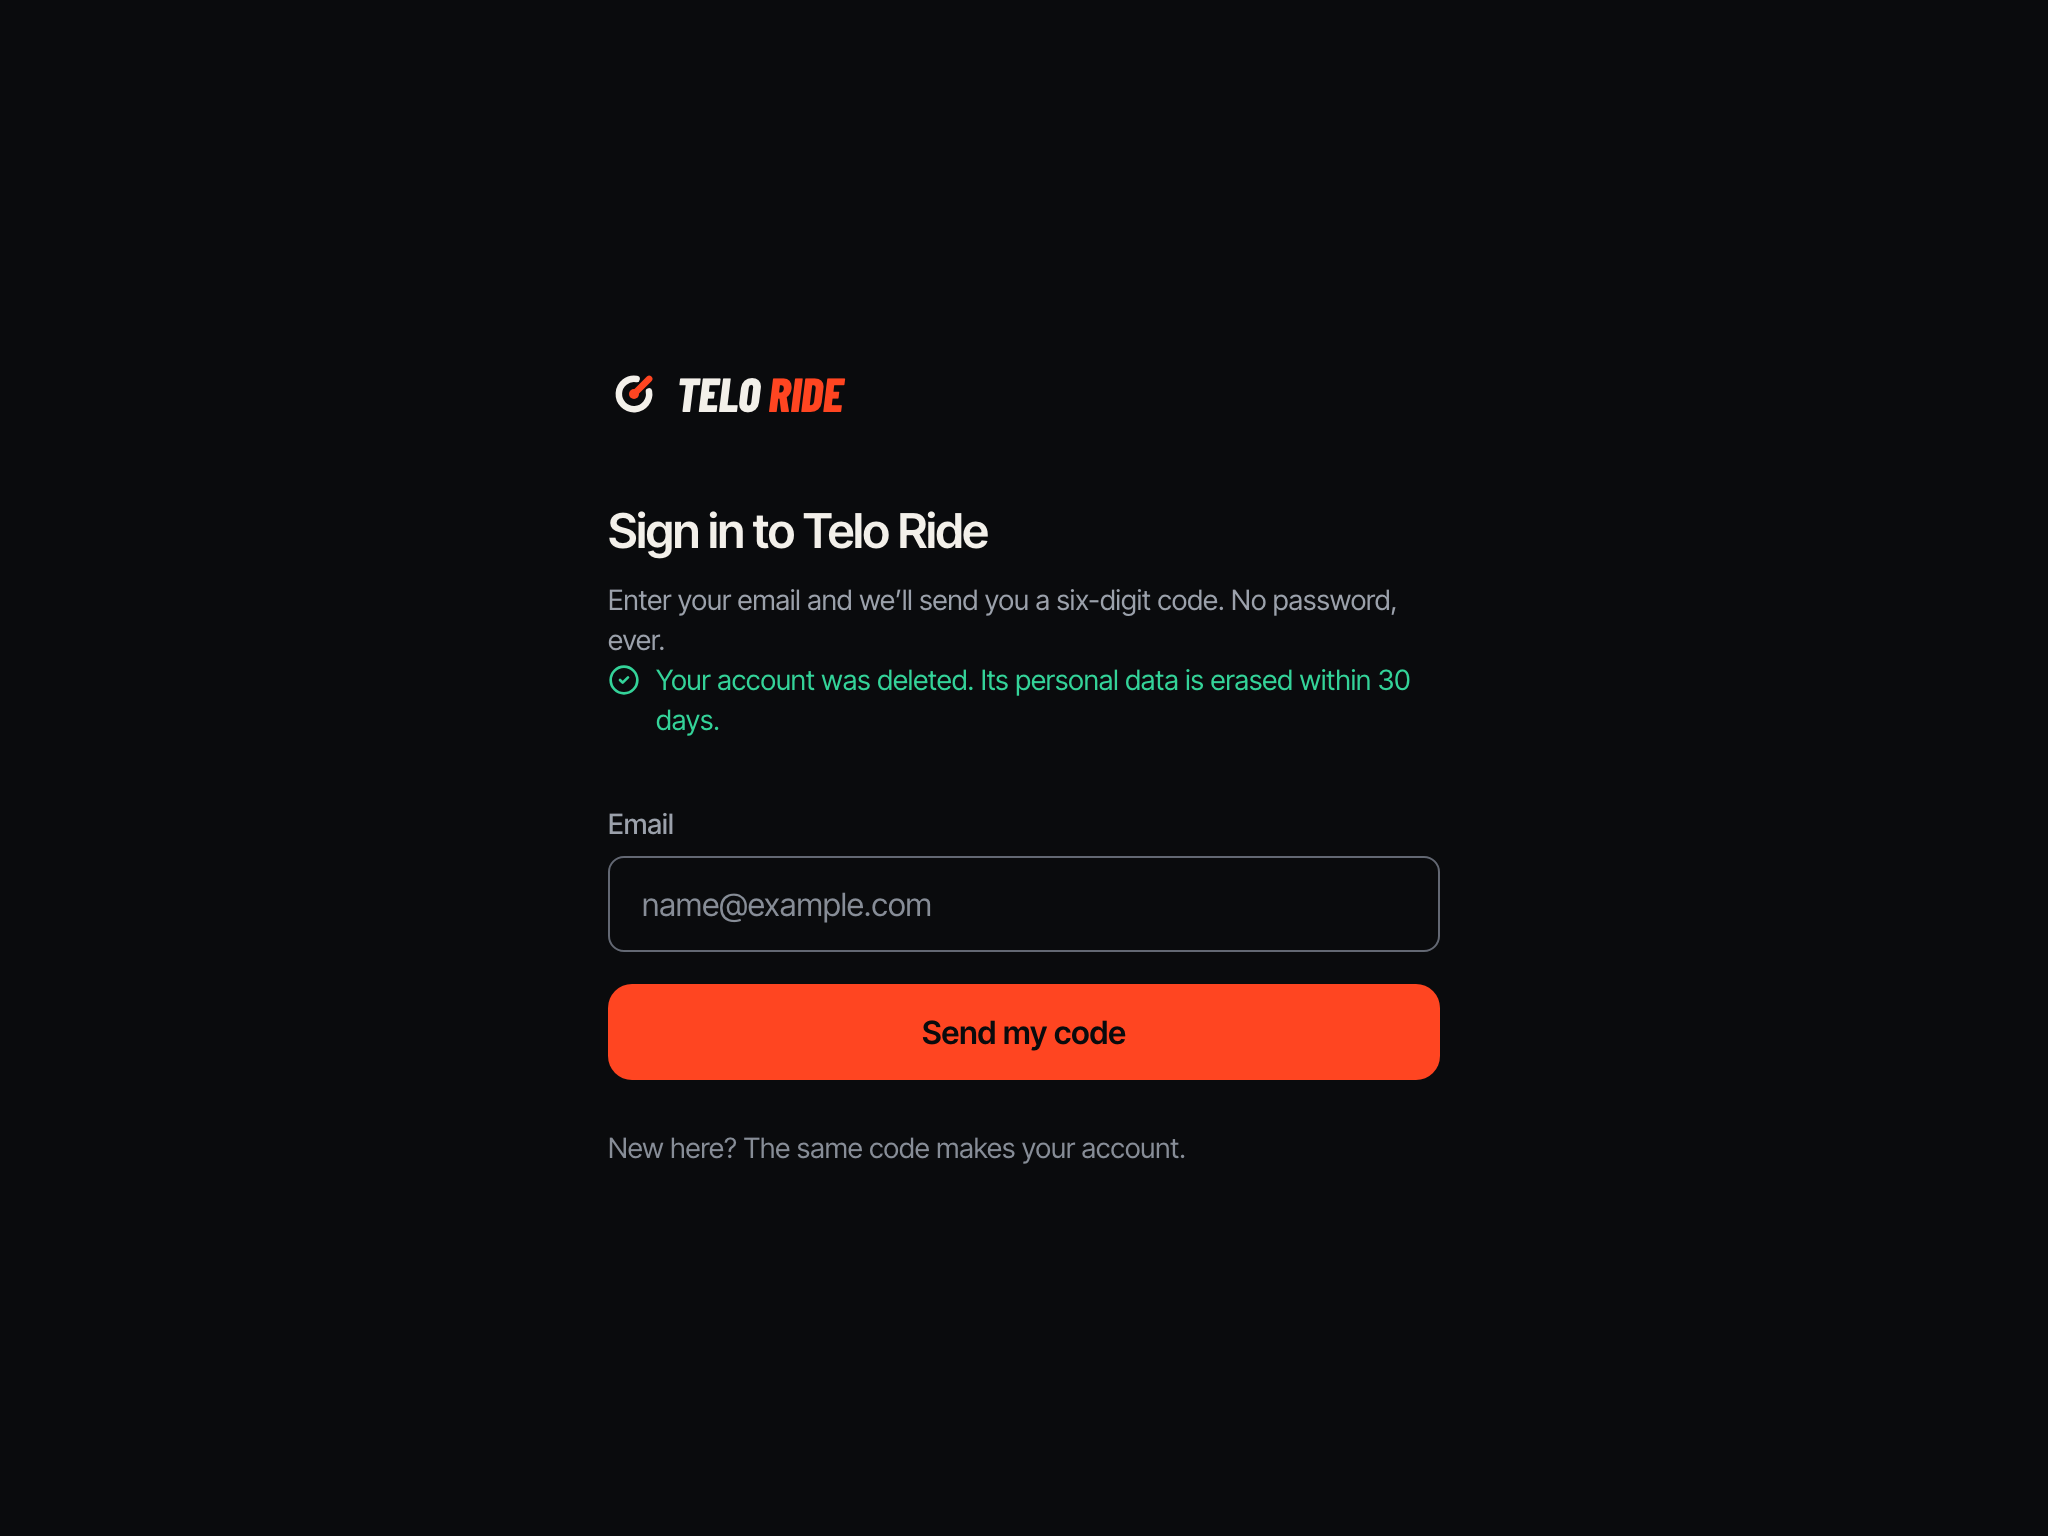 TELO RIDE
Sign in to Telo Ride
Enter your email and we’ll send you a six-digit code. No password,
ever.
Your account was deleted. Its personal data is erased within 30
days.
Email
name@example.com
Send my code
New here? The same code makes your account.